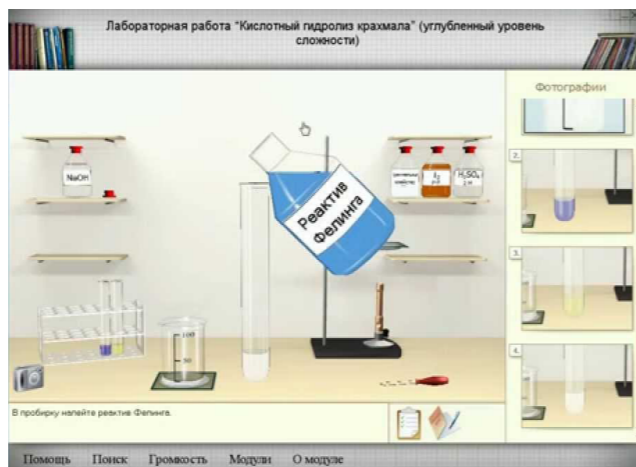 Лабораторная работа "Кислотный гидролиз крахмала" (углубленный уровень
сложности)
Фотографии
NaOH
Реактив
Фелинга
I₂
H₂SO₄
2.
3.
4.
100
50
В пробирку налейте реактив Фелинга.
Помощь Поиск Громкость Модули О модуле